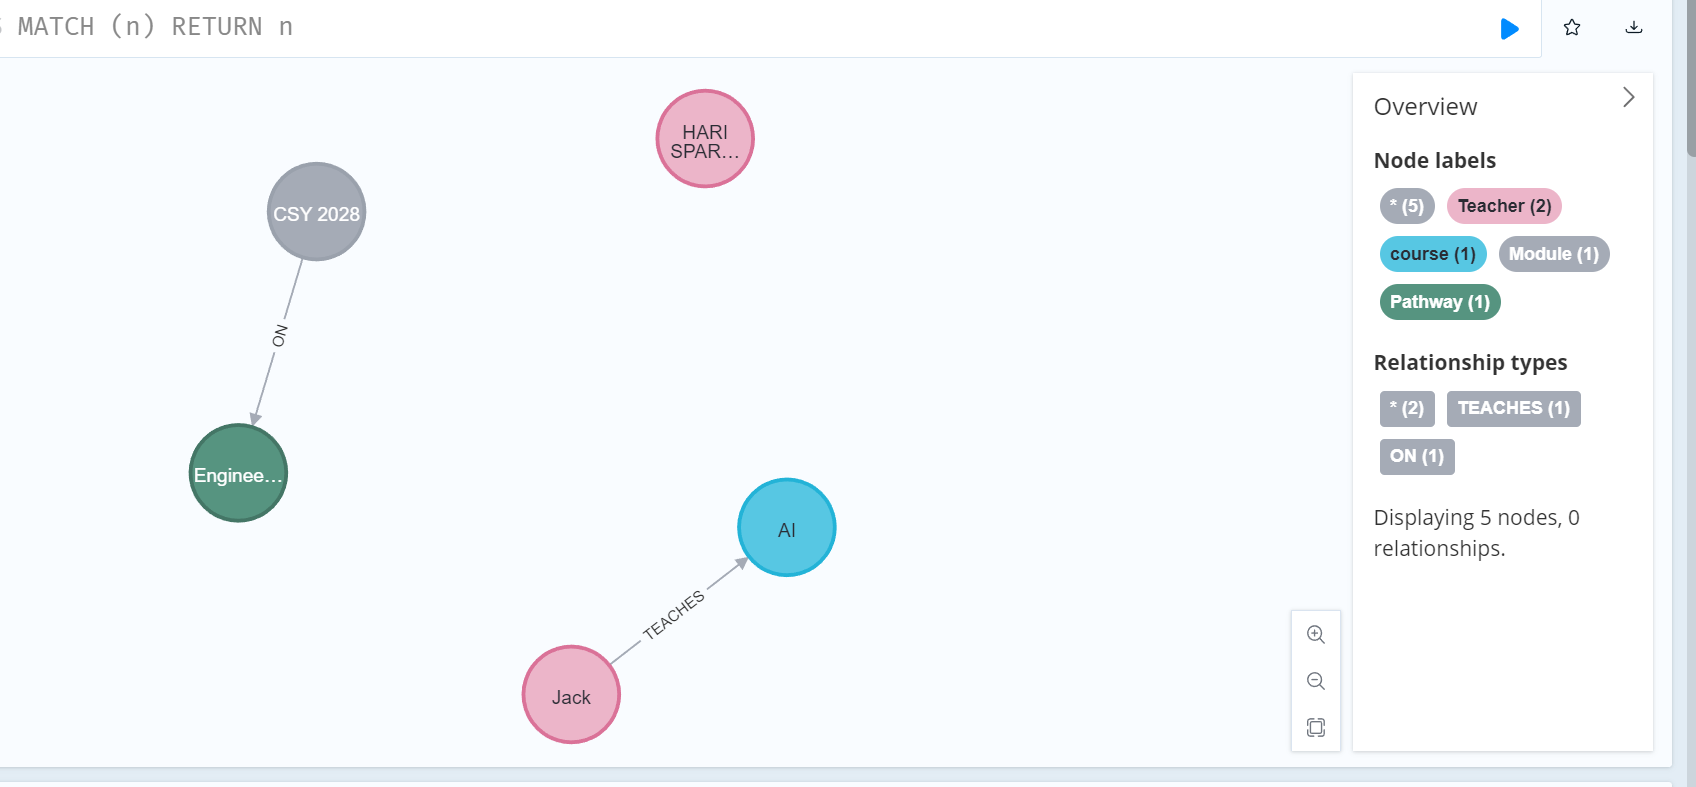 MATCH (n) RETURN n
HARI
SPAR...
CSY 2028
ON
Enginee...
AI
TEACHES
Jack
Overview
Node labels
* (5) Teacher (2)
course (1) Module (1)
Pathway (1)
Relationship types
* (2) TEACHES (1)
ON (1)
Displaying 5 nodes, 0
relationships.